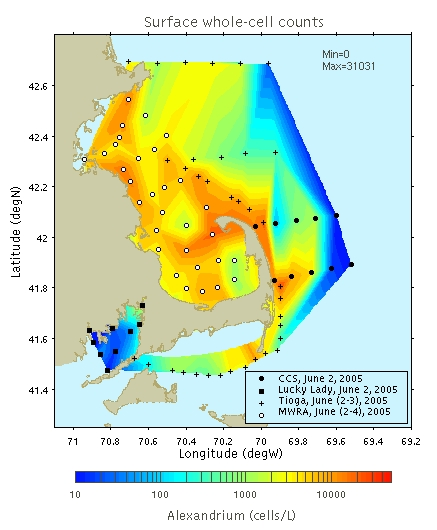 Surface whole-cell counts
Min=0
Max=31031
42.6
42.4
42.2
42
41.8
41.6
41.4
Latitude (degN)
71 70.8 70.6 70.4 70.2 70 69.8 69.6 69.4 69.2
Longitude (degW)
CCS, June 2, 2005
Lucky Lady, June 2, 2005
Tioga, June (2-3), 2005
MWRA, June (2-4), 2005
10 100 1000 10000
Alexandrium (cells/L)